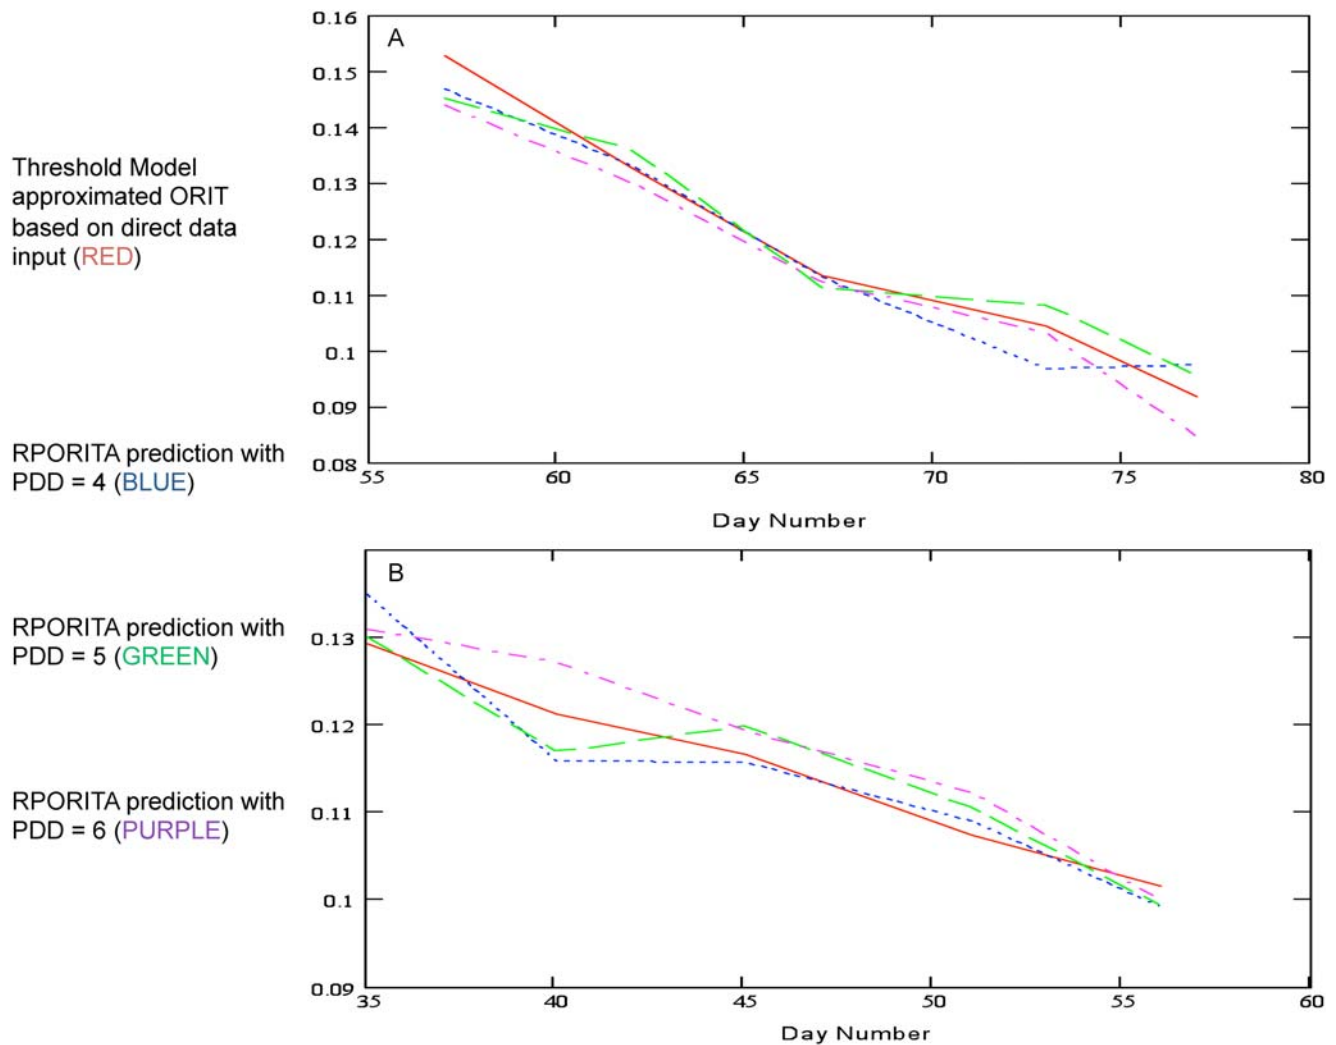 Threshold Model
approximated ORIT
based on direct data
input (RED)
RPORITA prediction with
PDD = 4 (BLUE)
RPORITA prediction with
PDD = 5 (GREEN)
RPORITA prediction with
PDD = 6 (PURPLE)
A
0.16
0.15
0.14
0.13
0.12
0.11
0.1
0.09
0.08
55 60 65 70 75 80
Day Number
B
0.13
0.12
0.11
0.1
0.09
35 40 45 50 55 60
Day Number